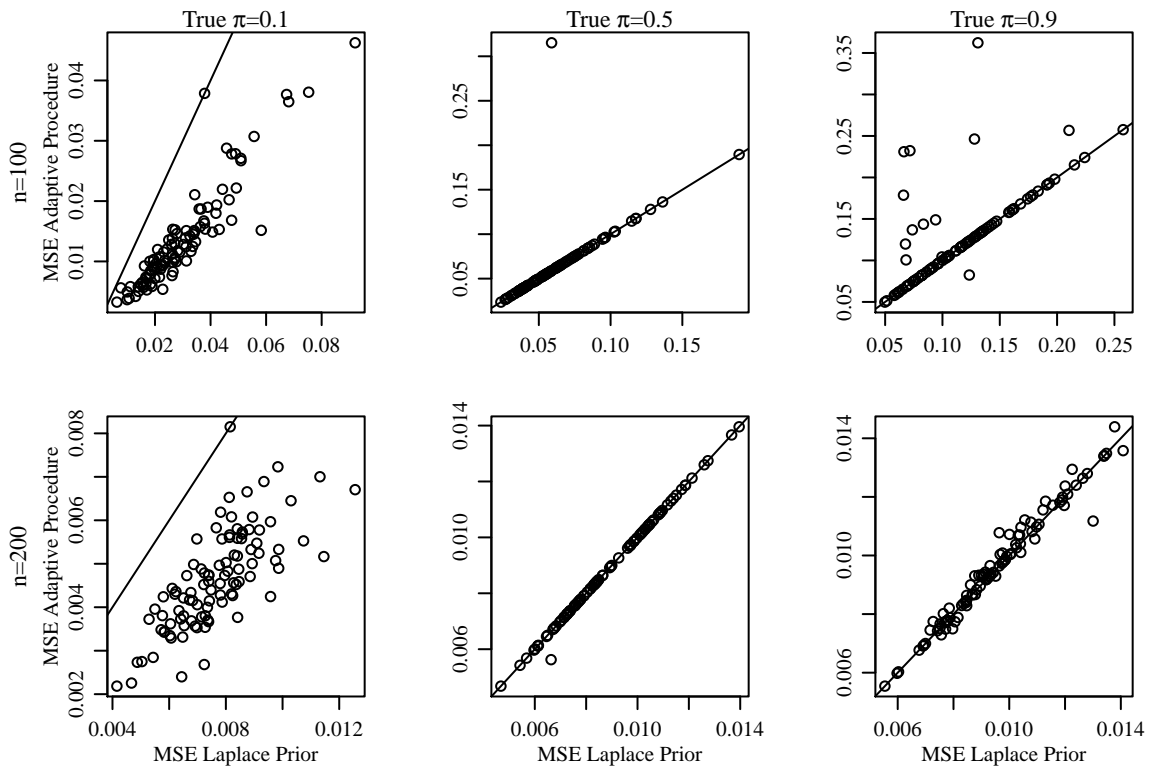 True π=0.1
True π=0.5
True π=0.9
n=100
MSE Adaptive Procedure
0.01 0.02 0.03 0.04
0.02 0.04 0.06 0.08
0.05 0.15 0.25
0.05 0.10 0.15
0.05 0.15 0.25 0.35
0.05 0.10 0.15 0.20 0.25
n=200
MSE Adaptive Procedure
0.002 0.004 0.006 0.008
0.004 0.008 0.012
MSE Laplace Prior
0.006 0.010 0.014
0.006 0.010 0.014
MSE Laplace Prior
0.006 0.010 0.014
0.006 0.010 0.014
MSE Laplace Prior